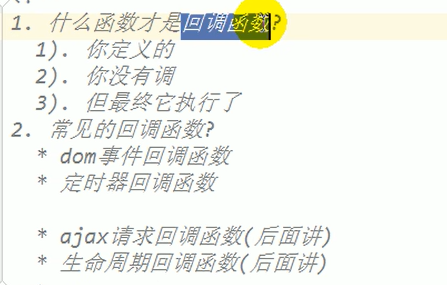 1. 什么函数才是回调函数?
1). 你定义的
2). 你没有调
3). 但最终它执行了
2. 常见的回调函数?
* dom事件回调函数
* 定时器回调函数
* ajax请求回调函数(后面讲)
* 生命周期回调函数(后面讲)